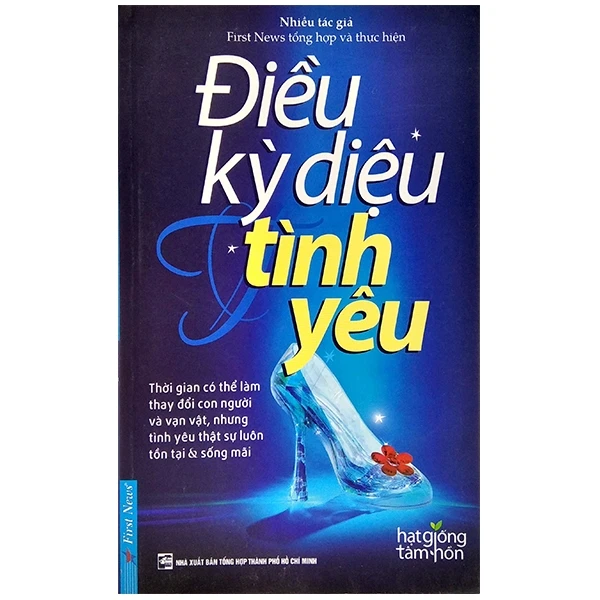 Nhiều tác giả
First News tổng hợp và thực hiện
Điều
kỳ diệu
tình
yêu
Thời gian có thể làm
thay đổi con người
và vạn vật, nhưng
tình yêu thật sự luôn
tồn tại & sống mãi
First News
NHÀ XUẤT BẢN TỔNG HỢP THÀNH PHỐ HỒ CHÍ MINH
hạt giống
tâm hồn